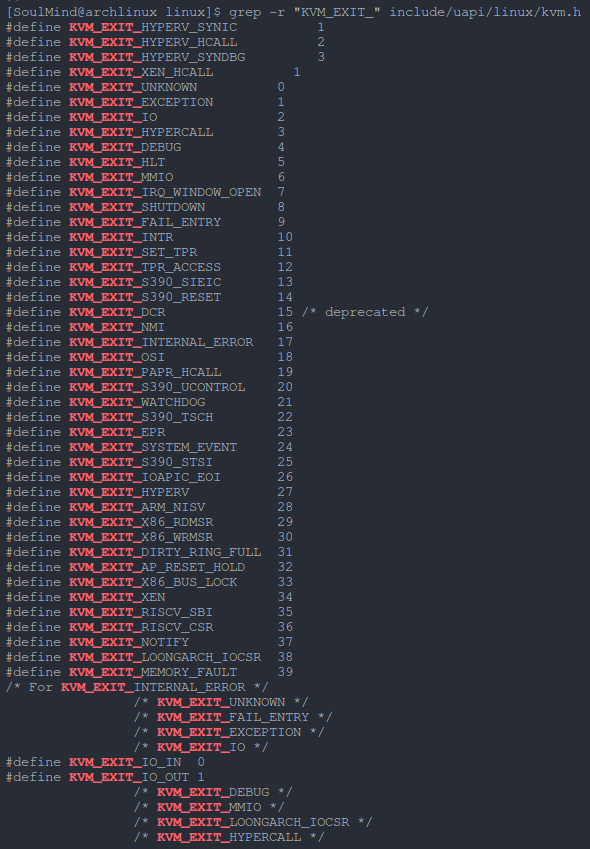 [SoulMind@archlinux linux]$ grep -r "KVM_EXIT_" include/uapi/linux/kvm.h
#define KVM_EXIT_HYPERV_SYNIC          1
#define KVM_EXIT_HYPERV_HCALL          2
#define KVM_EXIT_HYPERV_SYNDBG         3
#define KVM_EXIT_XEN_HCALL          1
#define KVM_EXIT_UNKNOWN          0
#define KVM_EXIT_EXCEPTION        1
#define KVM_EXIT_IO               2
#define KVM_EXIT_HYPERCALL        3
#define KVM_EXIT_DEBUG            4
#define KVM_EXIT_HLT              5
#define KVM_EXIT_MMIO             6
#define KVM_EXIT_IRQ_WINDOW_OPEN  7
#define KVM_EXIT_SHUTDOWN         8
#define KVM_EXIT_FAIL_ENTRY       9
#define KVM_EXIT_INTR             10
#define KVM_EXIT_SET_TPR          11
#define KVM_EXIT_TPR_ACCESS       12
#define KVM_EXIT_S390_SIEIC       13
#define KVM_EXIT_S390_RESET       14
#define KVM_EXIT_DCR              15 /* deprecated */
#define KVM_EXIT_NMI              16
#define KVM_EXIT_INTERNAL_ERROR   17
#define KVM_EXIT_OSI              18
#define KVM_EXIT_PAPR_HCALL       19
#define KVM_EXIT_S390_UCONTROL    20
#define KVM_EXIT_WATCHDOG         21
#define KVM_EXIT_S390_TSCH        22
#define KVM_EXIT_EPR              23
#define KVM_EXIT_SYSTEM_EVENT     24
#define KVM_EXIT_S390_STSI        25
#define KVM_EXIT_IOAPIC_EOI       26
#define KVM_EXIT_HYPERV           27
#define KVM_EXIT_ARM_NISV         28
#define KVM_EXIT_X86_RDMSR        29
#define KVM_EXIT_X86_WRMSR        30
#define KVM_EXIT_DIRTY_RING_FULL  31
#define KVM_EXIT_AP_RESET_HOLD    32
#define KVM_EXIT_X86_BUS_LOCK     33
#define KVM_EXIT_XEN              34
#define KVM_EXIT_RISCV_SBI        35
#define KVM_EXIT_RISCV_CSR        36
#define KVM_EXIT_NOTIFY           37
#define KVM_EXIT_LOONGARCH_IOCSR  38
#define KVM_EXIT_MEMORY_FAULT     39
/* For KVM_EXIT_INTERNAL_ERROR */
                /* KVM_EXIT_UNKNOWN */
                /* KVM_EXIT_FAIL_ENTRY */
                /* KVM_EXIT_EXCEPTION */
                /* KVM_EXIT_IO */
#define KVM_EXIT_IO_IN  0
#define KVM_EXIT_IO_OUT 1
                /* KVM_EXIT_DEBUG */
                /* KVM_EXIT_MMIO */
                /* KVM_EXIT_LOONGARCH_IOCSR */
                /* KVM_EXIT_HYPERCALL */